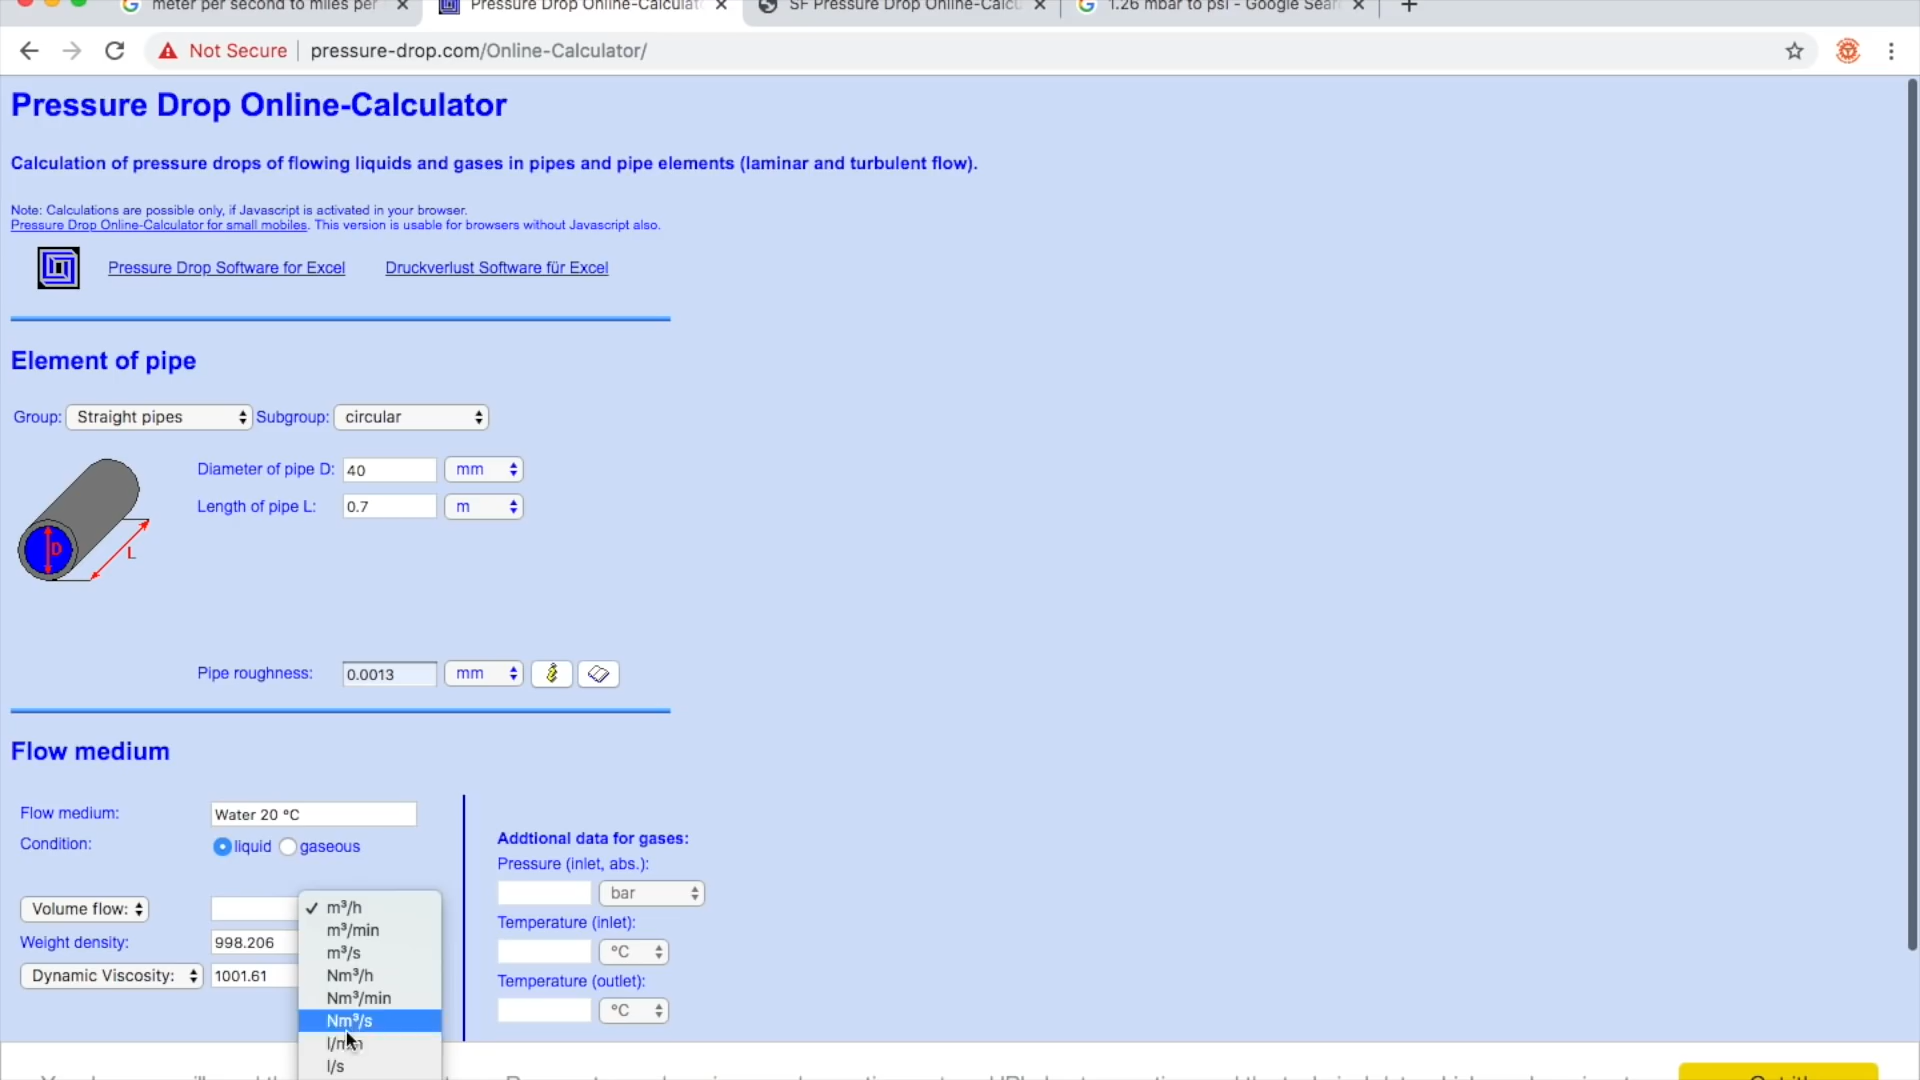 meter per second to miles per
Pressure Drop Online-Calculat
SF Pressure Drop Online-Calcu
1.26 mbar to psi - Google Sear
Not Secure
pressure-drop.com/Online-Calculator/
Pressure Drop Online-Calculator
Calculation of pressure drops of flowing liquids and gases in pipes and pipe elements (laminar and turbulent flow).
Note: Calculations are possible only, if Javascript is activated in your browser.
Pressure Drop Online-Calculator for small mobiles. This version is usable for browsers without Javascript also.
Pressure Drop Software for Excel Druckverlust Software für Excel
Element of pipe
Group: Straight pipes Subgroup: circular
Diameter of pipe D: 40 mm
Length of pipe L: 0.7 m
D
L
Pipe roughness: 0.0013 mm
Flow medium
Flow medium: Water 20 °C
Condition: liquid gaseous
Volume flow:
Weight density: 998.206
Dynamic Viscosity: 1001.61
✓ m³/h
m³/min
m³/s
Nm³/h
Nm³/min
Nm³/s
l/min
l/s
Addtional data for gases:
Pressure (inlet, abs.):
bar
Temperature (inlet):
°C
Temperature (outlet):
°C